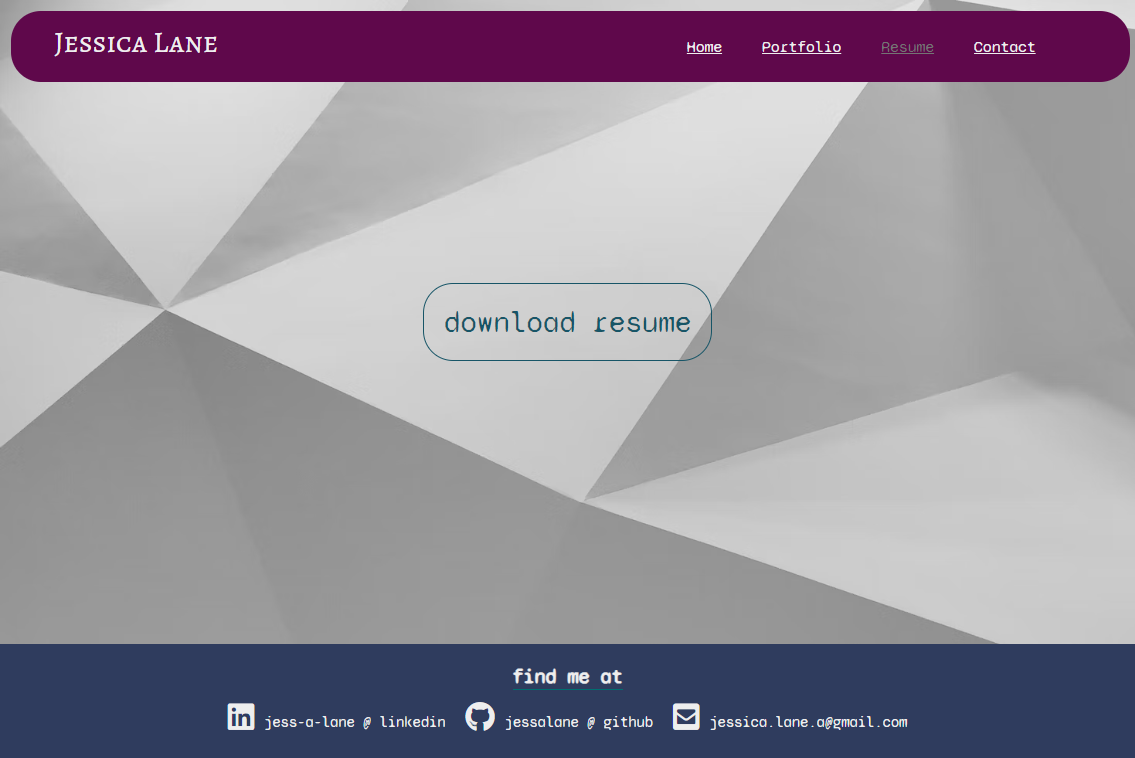 Jessica Lane
Home Portfolio Resume Contact
download resume
find me at
jess-a-lane @ linkedin jessalane @ github jessica.lane.a@gmail.com